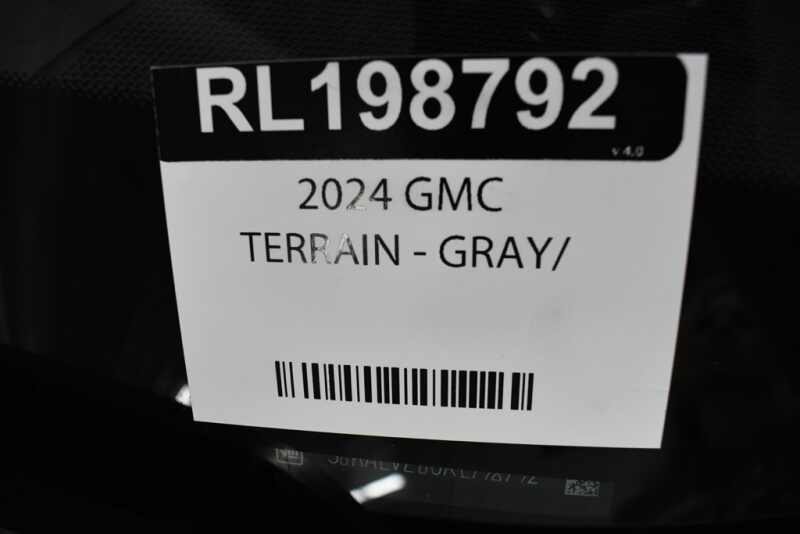 RL198792
v 4.0
2024 GMC
TERRAIN - GRAY/